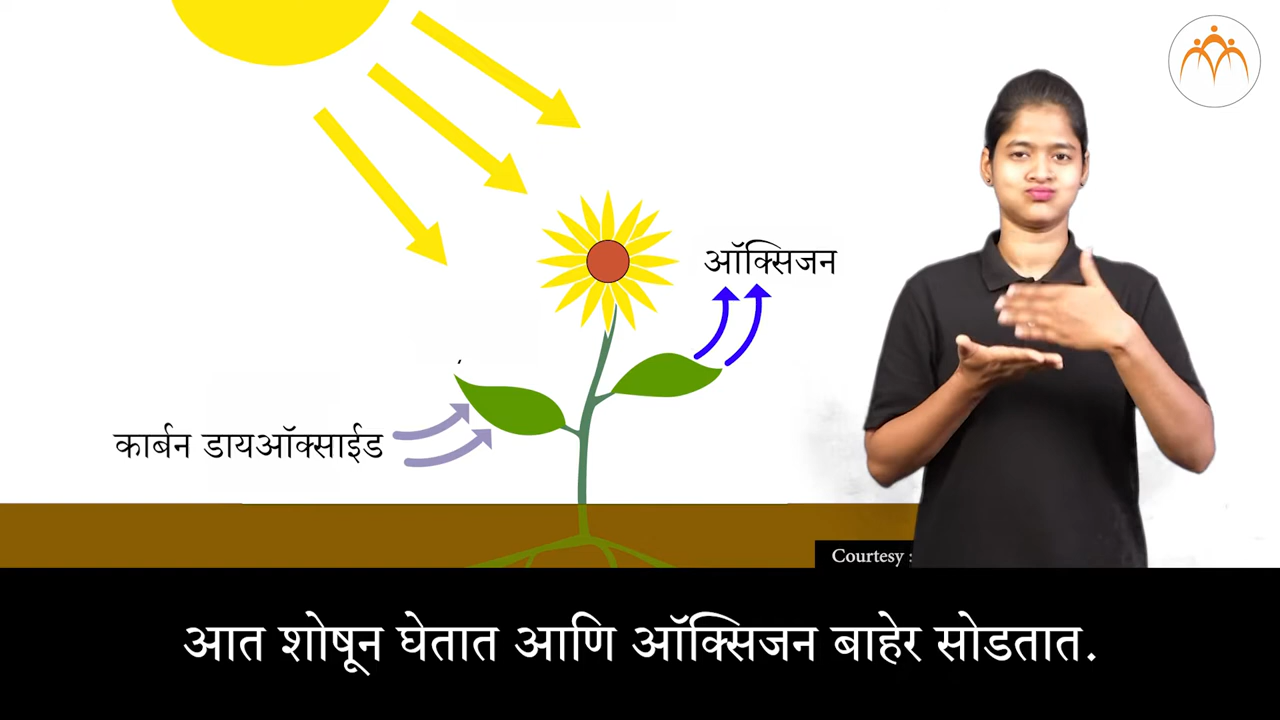 ऑक्सिजन
कार्बन डायऑक्साईड
Courtesy :
आत शोषून घेतात आणि ऑक्सिजन बाहेर सोडतात.